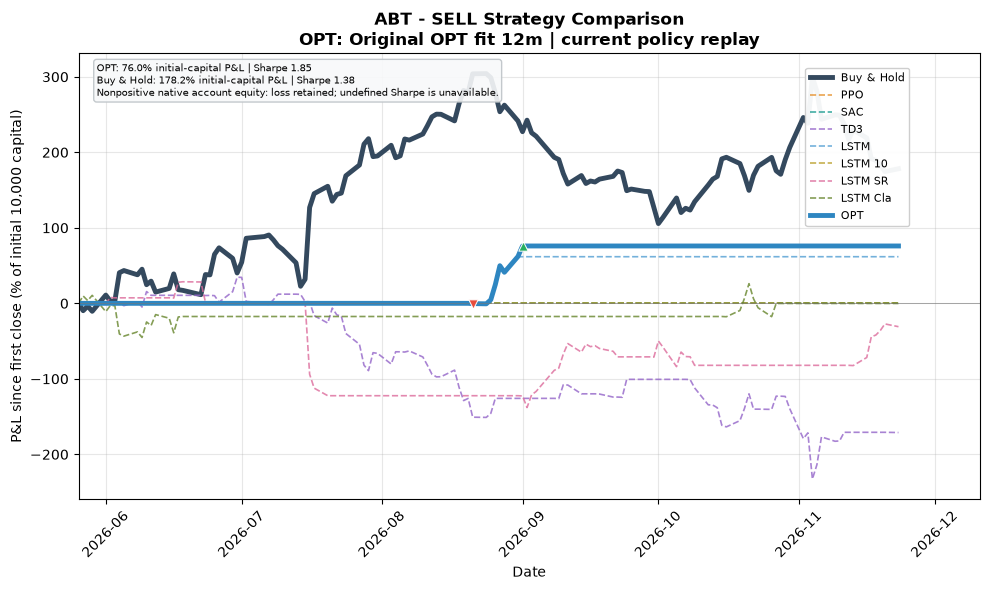 ABT - SELL Strategy Comparison
OPT: Original OPT fit 12m | current policy replay
OPT: 76.0% initial-capital P&L | Sharpe 1.85
Buy & Hold: 178.2% initial-capital P&L | Sharpe 1.38
Nonpositive native account equity: loss retained; undefined Sharpe is unavailable.
Buy & Hold
PPO
SAC
TD3
LSTM
LSTM 10
LSTM SR
LSTM Cla
OPT
P&L since first close (% of initial 10,000 capital)
300
200
100
0
−100
−200
2026-06
2026-07
2026-08
2026-09
2026-10
2026-11
2026-12
Date